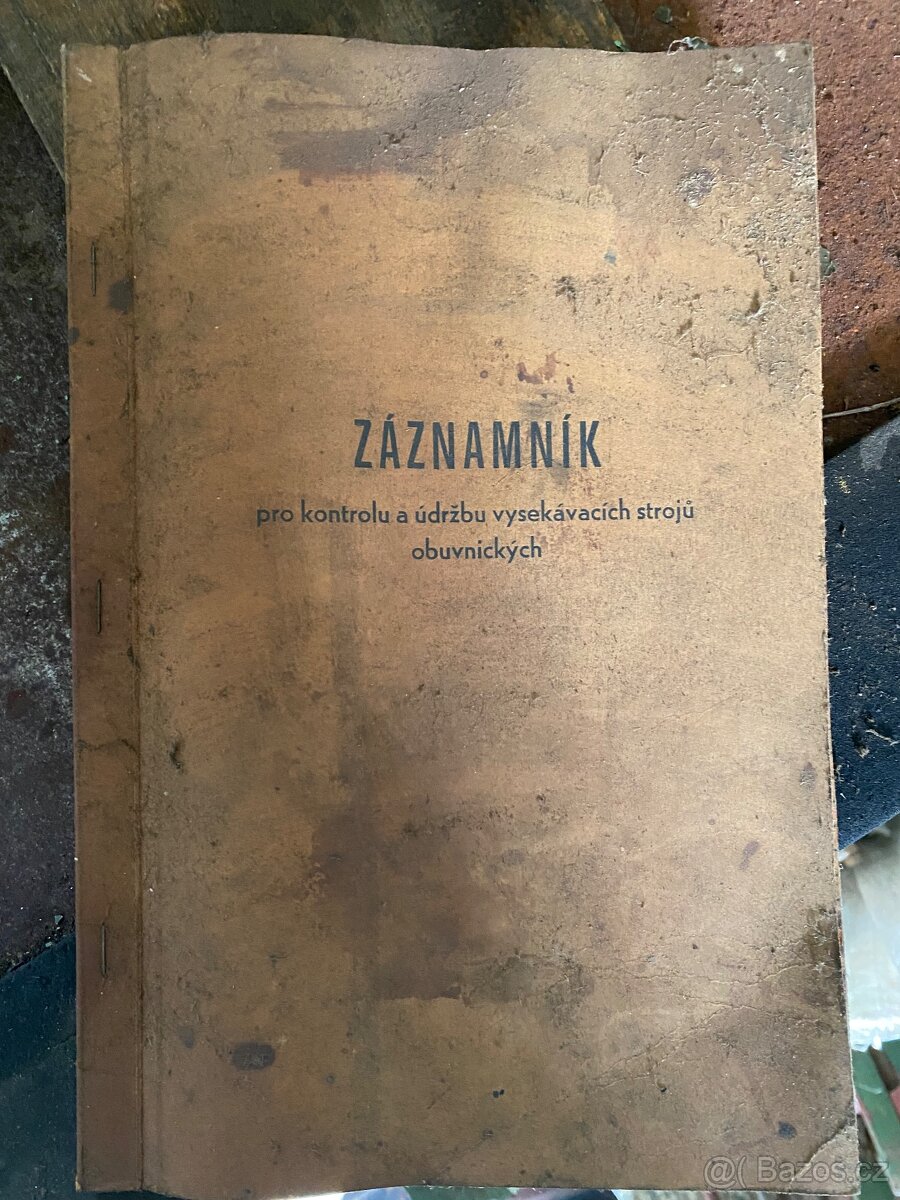 ZÁZNAMNÍK
pro kontrolu a údržbu vysekávacích strojů
obuvnických
@( Bazos.cz